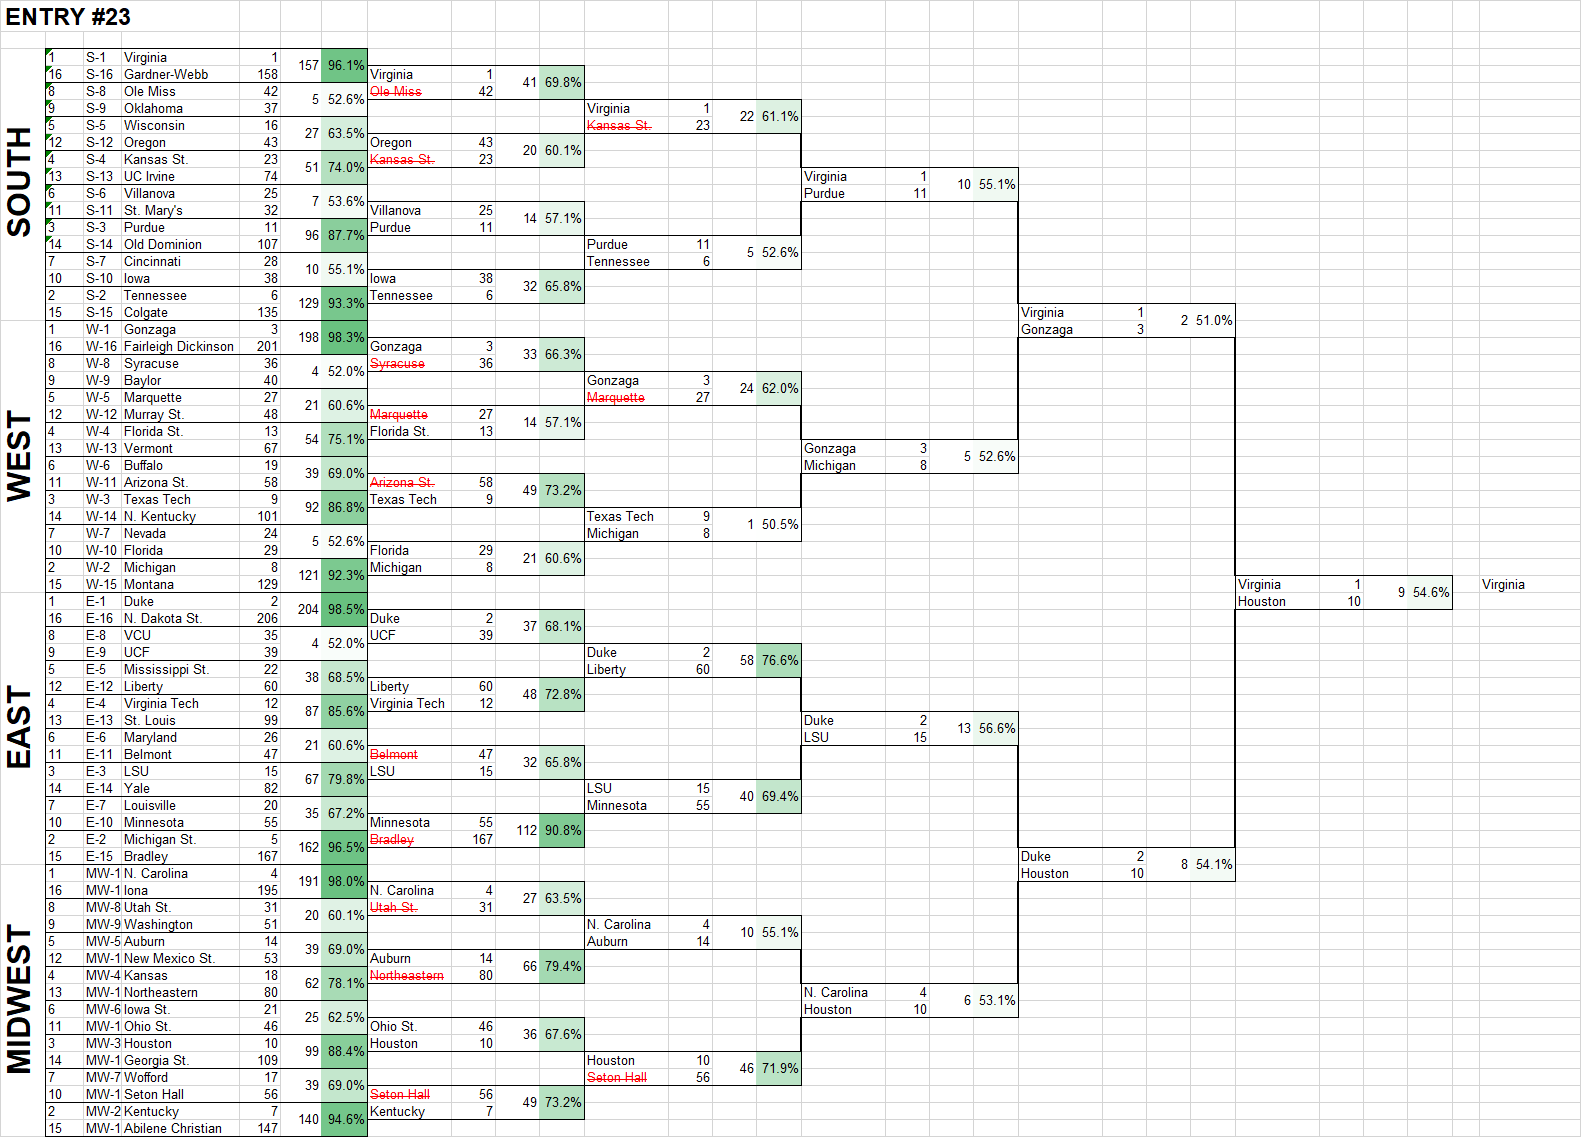 ENTRY #23
SOUTH
1 S-1 Virginia 1
157 96.1%
16 S-16 Gardner-Webb 158
Virginia 1
41 69.8%
8 S-8 Ole Miss 42
Ole Miss 42
5 52.6%
9 S-9 Oklahoma 37
Virginia 1
22 61.1%
5 S-5 Wisconsin 16
Kansas St. 23
27 63.5%
12 S-12 Oregon 43
Oregon 43
20 60.1%
4 S-4 Kansas St. 23
Kansas St. 23
51 74.0%
13 S-13 UC Irvine 74
Virginia 1
10 55.1%
6 S-6 Villanova 25
Purdue 11
7 53.6%
11 S-11 St. Mary's 32
Villanova 25
14 57.1%
3 S-3 Purdue 11
Purdue 11
96 87.7%
14 S-14 Old Dominion 107
Purdue 11
5 52.6%
7 S-7 Cincinnati 28
Tennessee 6
10 55.1%
10 S-10 Iowa 38
Iowa 38
32 65.8%
2 S-2 Tennessee 6
Tennessee 6
129 93.3%
15 S-15 Colgate 135
Virginia 1
2 51.0%
WEST
1 W-1 Gonzaga 3
Gonzaga 3
198 98.3%
16 W-16 Fairleigh Dickinson 201
Gonzaga 3
33 66.3%
8 W-8 Syracuse 36
Syracuse 36
4 52.0%
9 W-9 Baylor 40
Gonzaga 3
24 62.0%
5 W-5 Marquette 27
Marquette 27
21 60.6%
12 W-12 Murray St. 48
Marquette 27
14 57.1%
4 W-4 Florida St. 13
Florida St. 13
54 75.1%
13 W-13 Vermont 67
Gonzaga 3
5 52.6%
6 W-6 Buffalo 19
Michigan 8
39 69.0%
11 W-11 Arizona St. 58
Arizona St. 58
49 73.2%
3 W-3 Texas Tech 9
Texas Tech 9
92 86.8%
14 W-14 N. Kentucky 101
Texas Tech 9
1 50.5%
7 W-7 Nevada 24
Michigan 8
5 52.6%
10 W-10 Florida 29
Florida 29
21 60.6%
2 W-2 Michigan 8
Michigan 8
121 92.3%
15 W-15 Montana 129
Virginia 1
9 54.6%
Virginia
EAST
1 E-1 Duke 2
Houston 10
204 98.5%
16 E-16 N. Dakota St. 206
Duke 2
37 68.1%
8 E-8 VCU 35
UCF 39
4 52.0%
9 E-9 UCF 39
Duke 2
58 76.6%
5 E-5 Mississippi St. 22
Liberty 60
38 68.5%
12 E-12 Liberty 60
Liberty 60
48 72.8%
4 E-4 Virginia Tech 12
Virginia Tech 12
87 85.6%
13 E-13 St. Louis 99
Duke 2
13 56.6%
6 E-6 Maryland 26
LSU 15
21 60.6%
11 E-11 Belmont 47
Belmont 47
32 65.8%
3 E-3 LSU 15
LSU 15
67 79.8%
14 E-14 Yale 82
LSU 15
40 69.4%
7 E-7 Louisville 20
Minnesota 55
35 67.2%
10 E-10 Minnesota 55
Minnesota 55
112 90.8%
2 E-2 Michigan St. 5
Bradley 167
162 96.5%
15 E-15 Bradley 167
Duke 2
8 54.1%
MIDWEST
1 MW-1 N. Carolina 4
Houston 10
191 98.0%
16 MW-1 Iona 195
N. Carolina 4
27 63.5%
8 MW-8 Utah St. 31
Utah St. 31
20 60.1%
9 MW-9 Washington 51
N. Carolina 4
10 55.1%
5 MW-5 Auburn 14
Auburn 14
39 69.0%
12 MW-1 New Mexico St. 53
Auburn 14
66 79.4%
4 MW-4 Kansas 18
Northeastern 80
62 78.1%
13 MW-1 Northeastern 80
N. Carolina 4
6 53.1%
6 MW-6 Iowa St. 21
Houston 10
25 62.5%
11 MW-1 Ohio St. 46
Ohio St. 46
36 67.6%
3 MW-3 Houston 10
Houston 10
99 88.4%
14 MW-1 Georgia St. 109
Houston 10
46 71.9%
7 MW-7 Wofford 17
Seton Hall 56
39 69.0%
10 MW-1 Seton Hall 56
Seton Hall 56
49 73.2%
2 MW-2 Kentucky 7
Kentucky 7
140 94.6%
15 MW-1 Abilene Christian 147